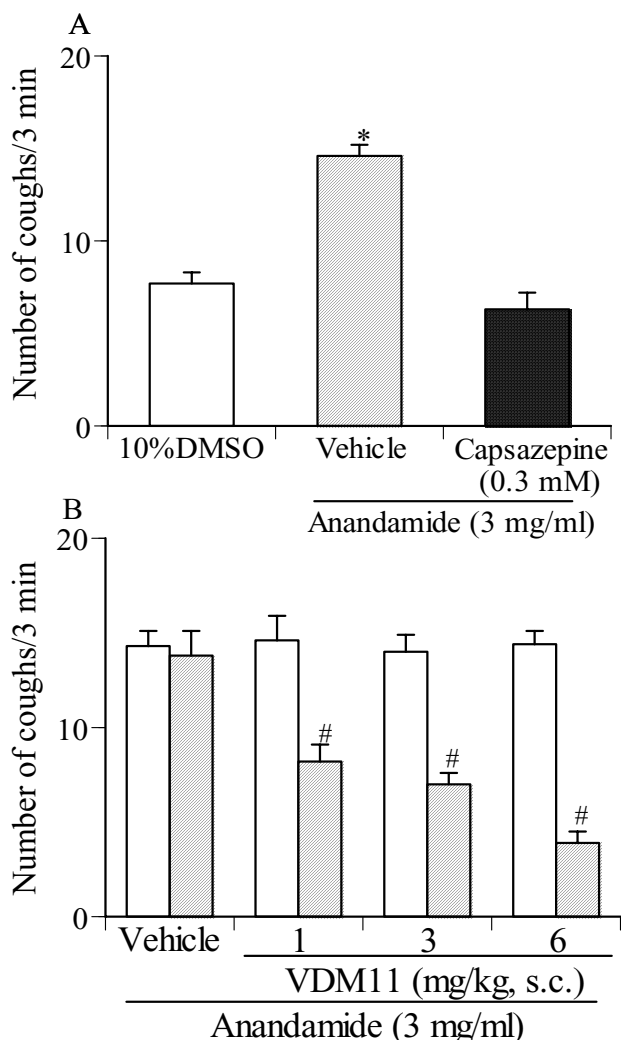 A
Number of coughs/3 min
20
10
0
*
10%DMSO Vehicle Capsazepine
(0.3 mM)
Anandamide (3 mg/ml)
B
Number of coughs/3 min
20
10
0
# # #
Vehicle 1 3 6
VDM11 (mg/kg, s.c.)
Anandamide (3 mg/ml)